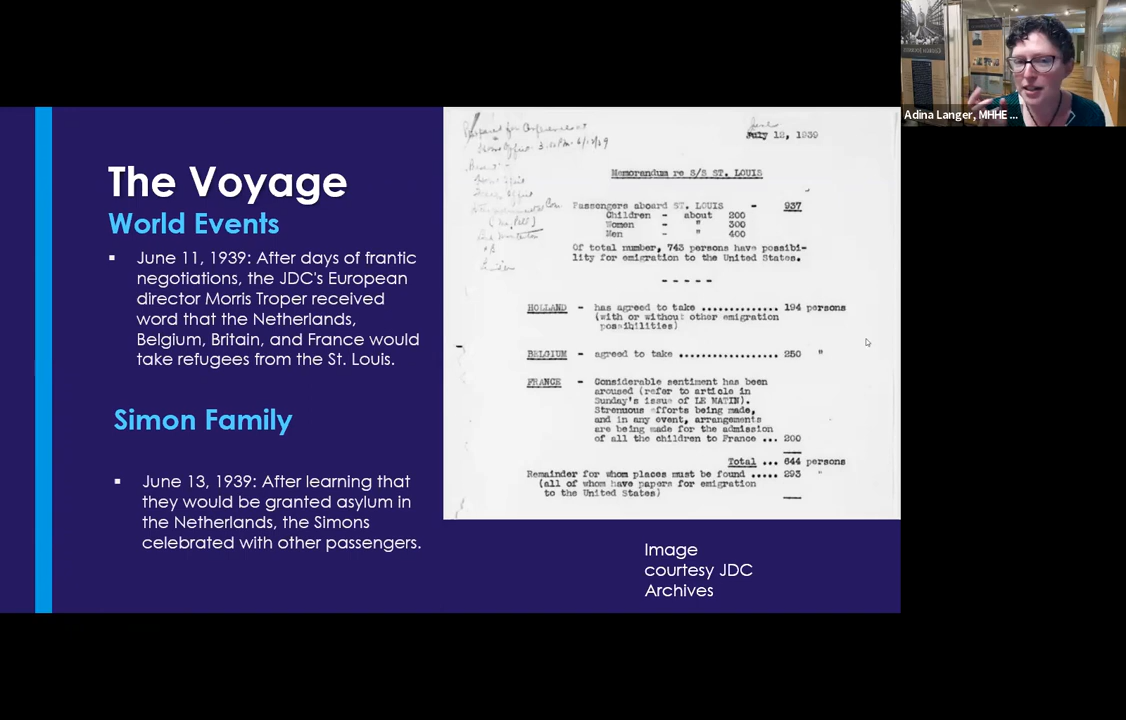 The Voyage
World Events
▪ June 11, 1939: After days of frantic
negotiations, the JDC's European
director Morris Troper received
word that the Netherlands,
Belgium, Britain, and France would
take refugees from the St. Louis.
Simon Family
▪ June 13, 1939: After learning that
they would be granted asylum in
the Netherlands, the Simons
celebrated with other passengers.
June
July 12, 1939
Memorandum re S/S ST. LOUIS
Passengers aboard ST. LOUIS - 937
Children - about 200
Women - " 300
Men - " 400
Of total number, 743 persons have possibi-
lity for emigration to the United States.
- - - - -
HOLLAND - has agreed to take .............. 194 persons
(with or without other emigration
possibilities)
BELGIUM - agreed to take ................. 250 "
FRANCE - Considerable sentiment has been
aroused (refer to article in
Sunday's issue of LE MATIN).
Strenuous efforts being made,
and in any event, arrangements
are being made for the admission
of all the children to France ... 200
Total ... 644 persons
Remainder for whom places must be found ..... 293 "
(all of whom have papers for emigration
to the United States)
Image
courtesy JDC
Archives
Adina Langer, MHHE ...